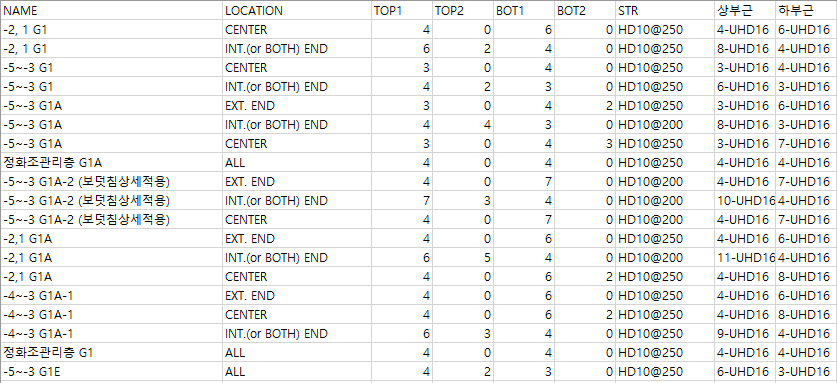 NAME LOCATION TOP1 TOP2 BOT1 BOT2 STR 상부근 하부근
-2, 1 G1 CENTER 4 0 6 0 HD10@250 4-UHD16 6-UHD16
-2, 1 G1 INT.(or BOTH) END 6 2 4 0 HD10@250 8-UHD16 4-UHD16
-5~-3 G1 CENTER 3 0 4 0 HD10@250 3-UHD16 4-UHD16
-5~-3 G1 INT.(or BOTH) END 4 2 3 0 HD10@250 6-UHD16 3-UHD16
-5~-3 G1A EXT. END 3 0 4 2 HD10@250 3-UHD16 6-UHD16
-5~-3 G1A INT.(or BOTH) END 4 4 3 0 HD10@200 8-UHD16 3-UHD16
-5~-3 G1A CENTER 3 0 4 3 HD10@250 3-UHD16 7-UHD16
정화조관리층 G1A ALL 4 0 4 0 HD10@250 4-UHD16 4-UHD16
-5~-3 G1A-2 (보덧침상세적용) EXT. END 4 0 7 0 HD10@200 4-UHD16 7-UHD16
-5~-3 G1A-2 (보덧침상세적용) INT.(or BOTH) END 7 3 4 0 HD10@200 10-UHD16 4-UHD16
-5~-3 G1A-2 (보덧침상세적용) CENTER 4 0 7 0 HD10@200 4-UHD16 7-UHD16
-2,1 G1A EXT. END 4 0 6 0 HD10@250 4-UHD16 6-UHD16
-2,1 G1A INT.(or BOTH) END 6 5 4 0 HD10@200 11-UHD16 4-UHD16
-2,1 G1A CENTER 4 0 6 2 HD10@250 4-UHD16 8-UHD16
-4~-3 G1A-1 EXT. END 4 0 6 0 HD10@250 4-UHD16 6-UHD16
-4~-3 G1A-1 CENTER 4 0 6 2 HD10@250 4-UHD16 8-UHD16
-4~-3 G1A-1 INT.(or BOTH) END 6 3 4 0 HD10@250 9-UHD16 4-UHD16
정화조관리층 G1 ALL 4 0 4 0 HD10@250 4-UHD16 4-UHD16
-5~-3 G1E ALL 4 2 3 0 HD10@250 6-UHD16 3-UHD16